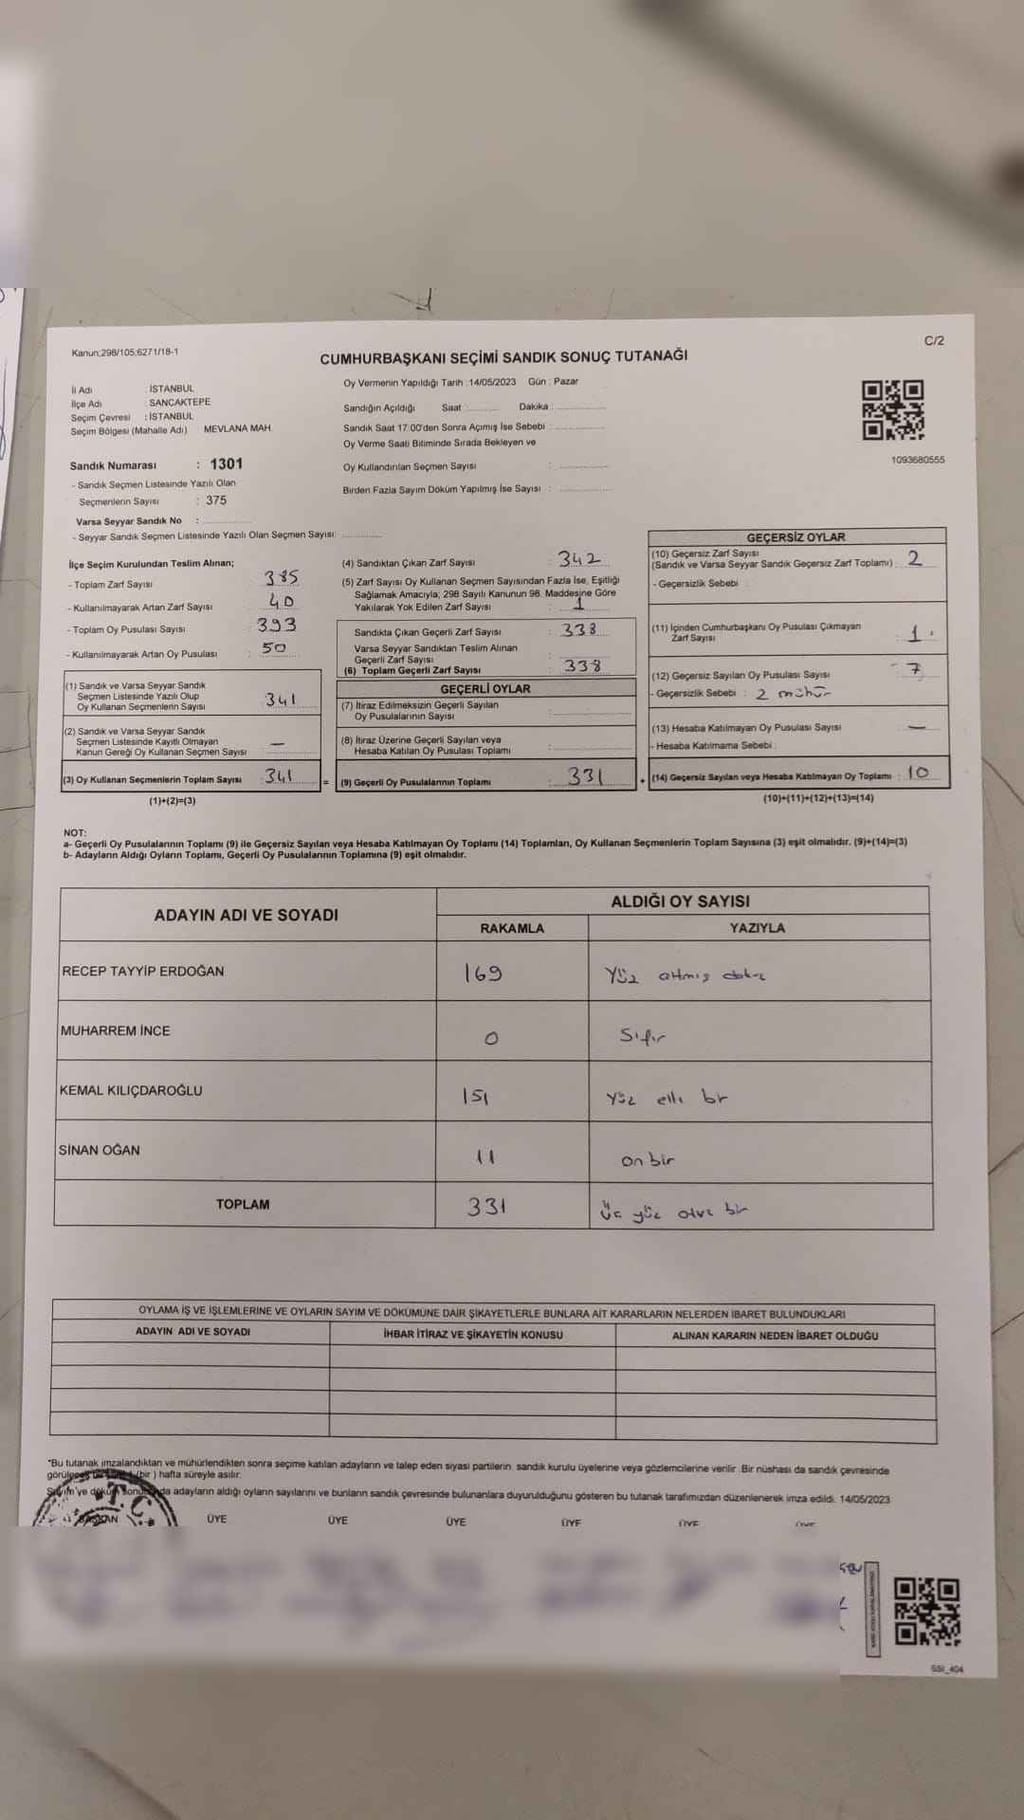 Kanun;298/105;6271/18-1
C/2
CUMHURBAŞKANI SEÇİMİ SANDIK SONUÇ TUTANAĞI
İl Adı : İSTANBUL
İlçe Adı : SANCAKTEPE
Seçim Çevresi : İSTANBUL
Seçim Bölgesi (Mahalle Adı) MEVLANA MAH.
Sandık Numarası : 1301
- Sandık Seçmen Listesinde Yazılı Olan
Seçmenlerin Sayısı : 375
Varsa Seyyar Sandık No :
- Seyyar Sandık Seçmen Listesinde Yazılı Olan Seçmen Sayısı:
Oy Vermenin Yapıldığı Tarih :14/05/2023 Gün : Pazar
Sandığın Açıldığı Saat : Dakika :
Sandık Saat 17.00'den Sonra Açılmış İse Sebebi :
Oy Verme Saati Bitiminde Sırada Bekleyen ve
Oy Kullandırılan Seçmen Sayısı :
Birden Fazla Sayım Döküm Yapılmış İse Sayısı :
1093680555
İlçe Seçim Kurulundan Teslim Alınan;
- Toplam Zarf Sayısı : 385
- Kullanılmayarak Artan Zarf Sayısı : 40
- Toplam Oy Pusulası Sayısı : 393
- Kullanılmayarak Artan Oy Pusulası : 50
(1) Sandık ve Varsa Seyyar Sandık
Seçmen Listesinde Yazılı Olup
Oy Kullanan Seçmenlerin Sayısı : 341
(2) Sandık ve Varsa Seyyar Sandık
Seçmen Listesinde Kayıtlı Olmayan
Kanun Gereği Oy Kullanan Seçmen Sayısı : —
(3) Oy Kullanan Seçmenlerin Toplam Sayısı : 341 =
(1)+(2)=(3)
(4) Sandıktan Çıkan Zarf Sayısı : 342
(5) Zarf Sayısı Oy Kullanan Seçmen Sayısından Fazla İse, Eşitliği
Sağlamak Amacıyla; 298 Sayılı Kanunun 98. Maddesine Göre
Yakılarak Yok Edilen Zarf Sayısı : 1
Sandıkta Çıkan Geçerli Zarf Sayısı : 338
Varsa Seyyar Sandıktan Teslim Alınan
Geçerli Zarf Sayısı :
(6) Toplam Geçerli Zarf Sayısı : 338
GEÇERLİ OYLAR
(7) İtiraz Edilmeksizin Geçerli Sayılan
Oy Pusulalarının Sayısı :
(8) İtiraz Üzerine Geçerli Sayılan veya
Hesaba Katılan Oy Pusulası Toplamı :
(9) Geçerli Oy Pusulalarının Toplamı : 331 +
GEÇERSİZ OYLAR
(10) Geçersiz Zarf Sayısı
(Sandık ve Varsa Seyyar Sandık Geçersiz Zarf Toplamı) : 2
- Geçersizlik Sebebi :
(11) İçinden Cumhurbaşkanı Oy Pusulası Çıkmayan
Zarf Sayısı : 1
(12) Geçersiz Sayılan Oy Pusulası Sayısı : 7
- Geçersizlik Sebebi : 2 mühür
(13) Hesaba Katılmayan Oy Pusulası Sayısı : —
- Hesaba Katılmama Sebebi :
(14) Geçersiz Sayılan veya Hesaba Katılmayan Oy Toplamı : 10
(10)+(11)+(12)+(13)=(14)
NOT:
a- Geçerli Oy Pusulalarının Toplamı (9) ile Geçersiz Sayılan veya Hesaba Katılmayan Oy Toplamı (14) Toplamları, Oy Kullanan Seçmenlerin Toplam Sayısına (3) eşit olmalıdır. (9)+(14)=(3)
b- Adayların Aldığı Oyların Toplamı, Geçerli Oy Pusulalarının Toplamına (9) eşit olmalıdır.
ADAYIN ADI VE SOYADI
ALDIĞI OY SAYISI
RAKAMLA YAZIYLA
RECEP TAYYİP ERDOĞAN 169 Yüz altmış dokuz
MUHARREM İNCE 0 Sıfır
KEMAL KILIÇDAROĞLU 151 Yüz elli bir
SİNAN OĞAN 11 on bir
TOPLAM 331 Üç yüz otuz bir
OYLAMA İŞ VE İŞLEMLERİNE VE OYLARIN SAYIM VE DÖKÜMÜNE DAİR ŞİKAYETLERLE BUNLARA AİT KARARLARIN NELERDEN İBARET BULUNDUKLARI
ADAYIN ADI VE SOYADI İHBAR İTİRAZ VE ŞİKAYETİN KONUSU ALINAN KARARIN NEDEN İBARET OLDUĞU
*Bu tutanak imzalandıktan ve mühürlendikten sonra seçime katılan adayların ve talep eden siyasi partilerin sandık kurulu üyelerine veya gözlemcilerine verilir. Bir nüshası da sandık çevresinde
görülecek (bir) hafta süreyle asılır.
Sayım ve döküm sonucunda adayların aldığı oyların sayılarını ve bunların sandık çevresinde bulunanlara duyurulduğunu gösteren bu tutanak tarafımızdan düzenlenerek imza edildi. 14/05/2023
T.C.
BAŞKAN ÜYE ÜYE ÜYE ÜYE ÜYE ÜYE